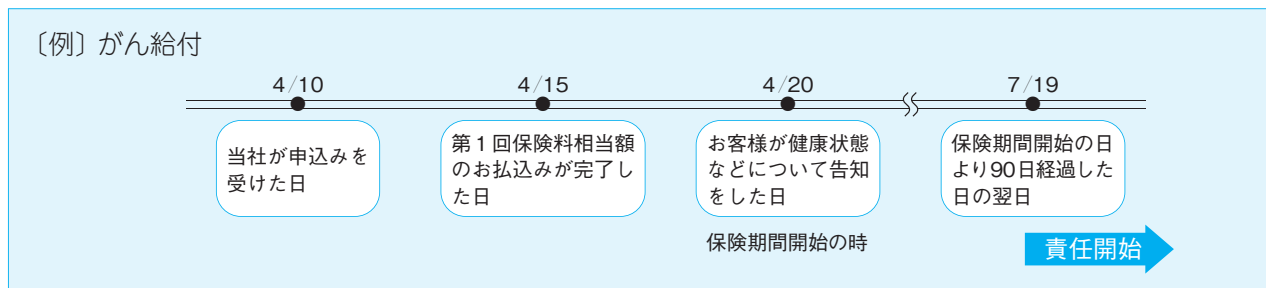 〔例〕がん給付
4/10
4/15
4/20
7/19
当社が申込みを
受けた日
第1回保険料相当額
のお払込みが完了し
た日
お客様が健康状態
などについて告知
をした日
保険期間開始の日
より90日経過した
日の翌日
保険期間開始の時
責任開始